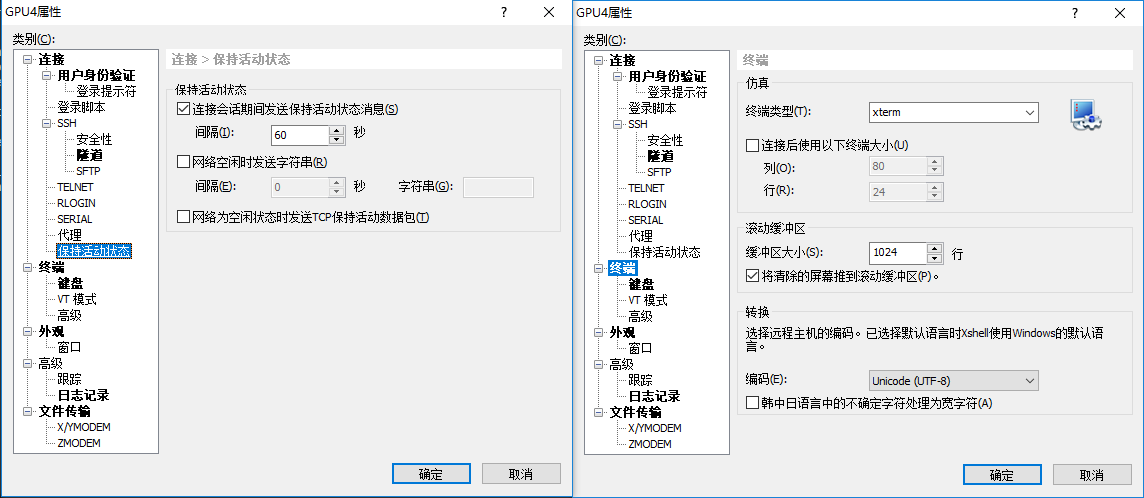 GPU4属性
类别(C):
连接
用户身份验证
登录提示符
登录脚本
SSH
安全性
隧道
SFTP
TELNET
RLOGIN
SERIAL
代理
保持活动状态
终端
键盘
VT 模式
高级
外观
窗口
高级
跟踪
日志记录
文件传输
X/YMODEM
ZMODEM
连接 > 保持活动状态
保持活动状态
连接会话期间发送保持活动状态消息(S)
间隔(I): 60 秒
网络空闲时发送字符串(R)
间隔(E): 0 秒 字符串(G):
网络为空闲状态时发送TCP保持活动数据包(T)
确定 取消
GPU4属性
类别(C):
连接
用户身份验证
登录提示符
登录脚本
SSH
安全性
隧道
SFTP
TELNET
RLOGIN
SERIAL
代理
保持活动状态
终端
键盘
VT 模式
高级
外观
窗口
高级
跟踪
日志记录
文件传输
X/YMODEM
ZMODEM
终端
仿真
终端类型(T): xterm
连接后使用以下终端大小(U)
列(O): 80
行(R): 24
滚动缓冲区
缓冲区大小(S): 1024 行
将清除的屏幕推到滚动缓冲区(P)。
转换
选择远程主机的编码。已选择默认语言时Xshell使用Windows的默认语
言。
编码(E): Unicode (UTF-8)
韩中日语言中的不确定字符处理为宽字符(A)
确定 取消